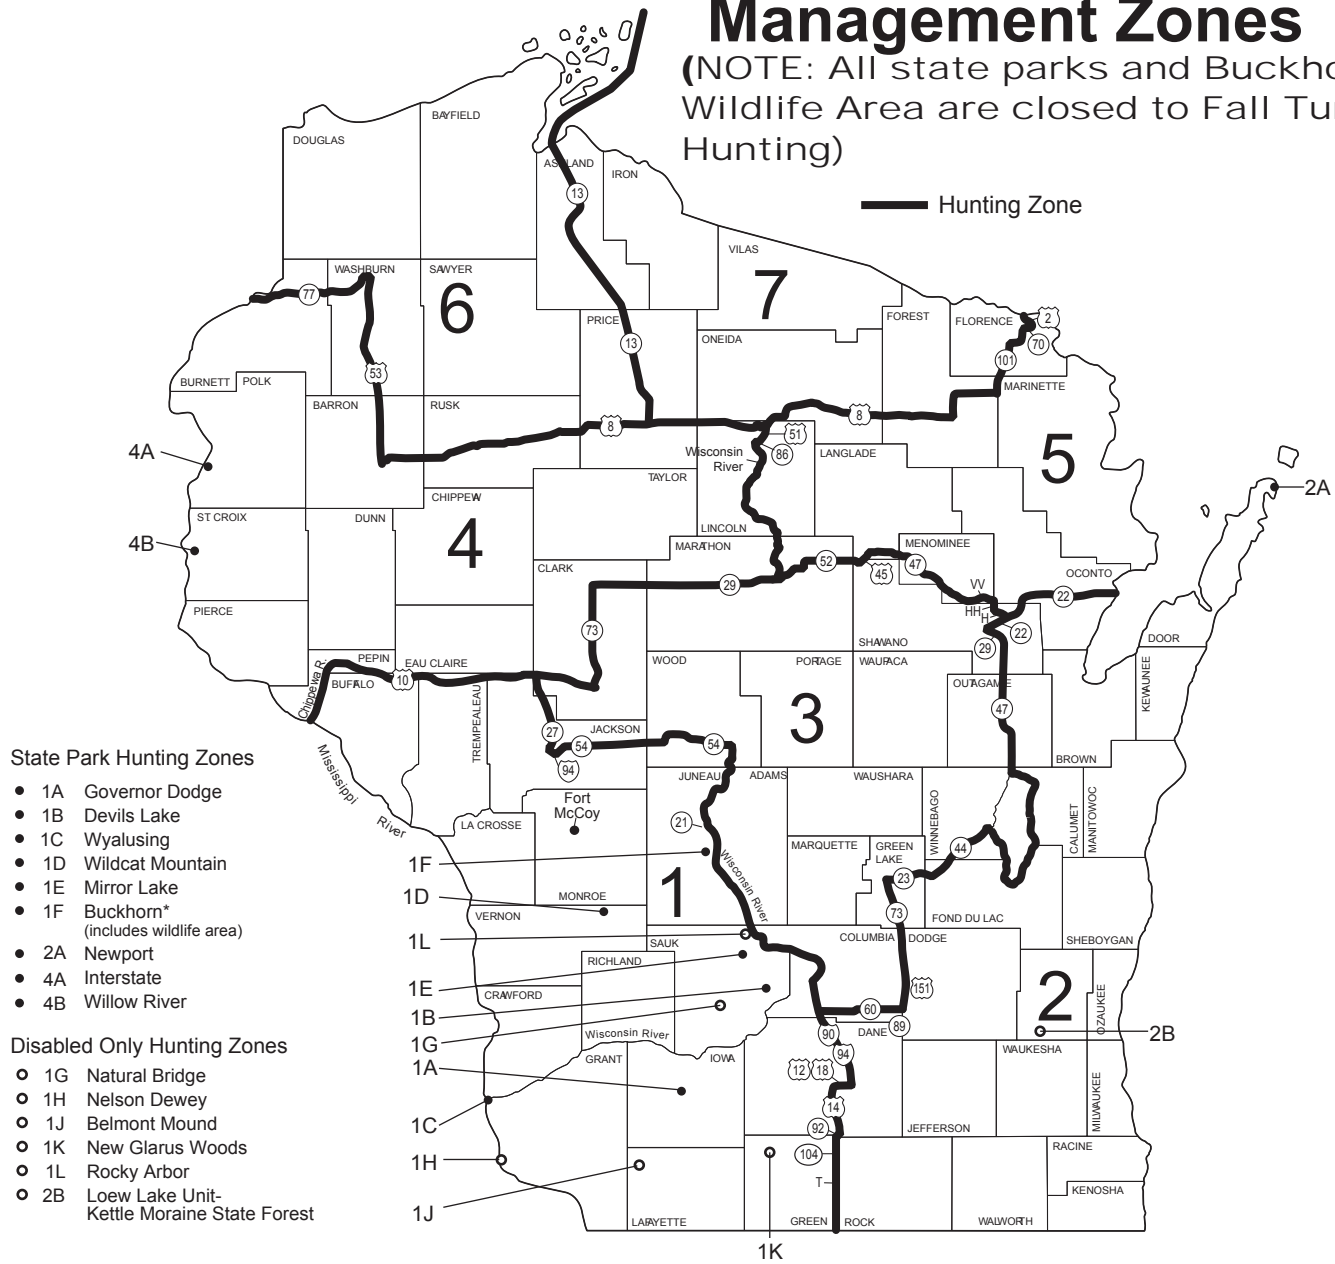 Management Zones
(NOTE: All state parks and Buckho
Wildlife Area are closed to Fall Tu
Hunting)
Hunting Zone
BAYFIELD
DOUGLAS
ASHLAND
IRON
13
VILAS
7
WASHBURN
SAWYER
6
77
PRICE
FOREST
FLORENCE
2
70
13
ONEIDA
101
53
BURNETT
POLK
MARINETTE
BARRON
RUSK
8
8
51
86
Wisconsin
River
LANGLADE
5
4A
TAYLOR
2A
CHIPPEW A
ST CROIX
DUNN
LINCOLN
4
4B
MARATHON
MENOMINEE
52
45
47
CLARK
29
OCONTO
VV
22
HH
H
PIERCE
73
22
29
SHAWANO
DOOR
PEPIN
EAU CLAIRE
WOOD
PORTAGE
WAUPACA
Chippewa R.
BUFFALO
10
OUTAGAMIE
KEWAUNEE
TREMPEALEAU
3
47
27
JACKSON
54
54
94
BROWN
Mississippi
River
JUNEAU
ADAMS
WAUSHARA
WINNEBAGO
CALUMET
MANITOWOC
Fort
McCoy
LA CROSSE
21
MARQUETTE
GREEN
LAKE
44
1F
Wisconsin River
23
1
1D
MONROE
VERNON
73
FOND DU LAC
1L
SAUK
COLUMBIA
DODGE
SHEBOYGAN
RICHLAND
1E
CRAWFORD
151
2
OZAUKEE
1B
60
89
Wisconsin River
DANE
90
2B
1G
GRANT
IOWA
94
WAUKESHA
1A
12
18
MILWAUKEE
14
1C
92
JEFFERSON
RACINE
104
1H
T
KENOSHA
1J
LAFAYETTE
GREEN
ROCK
WALWORTH
1K
State Park Hunting Zones
1A Governor Dodge
1B Devils Lake
1C Wyalusing
1D Wildcat Mountain
1E Mirror Lake
1F Buckhorn*
(includes wildlife area)
2A Newport
4A Interstate
4B Willow River
Disabled Only Hunting Zones
1G Natural Bridge
1H Nelson Dewey
1J Belmont Mound
1K New Glarus Woods
1L Rocky Arbor
2B Loew Lake Unit-
Kettle Moraine State Forest